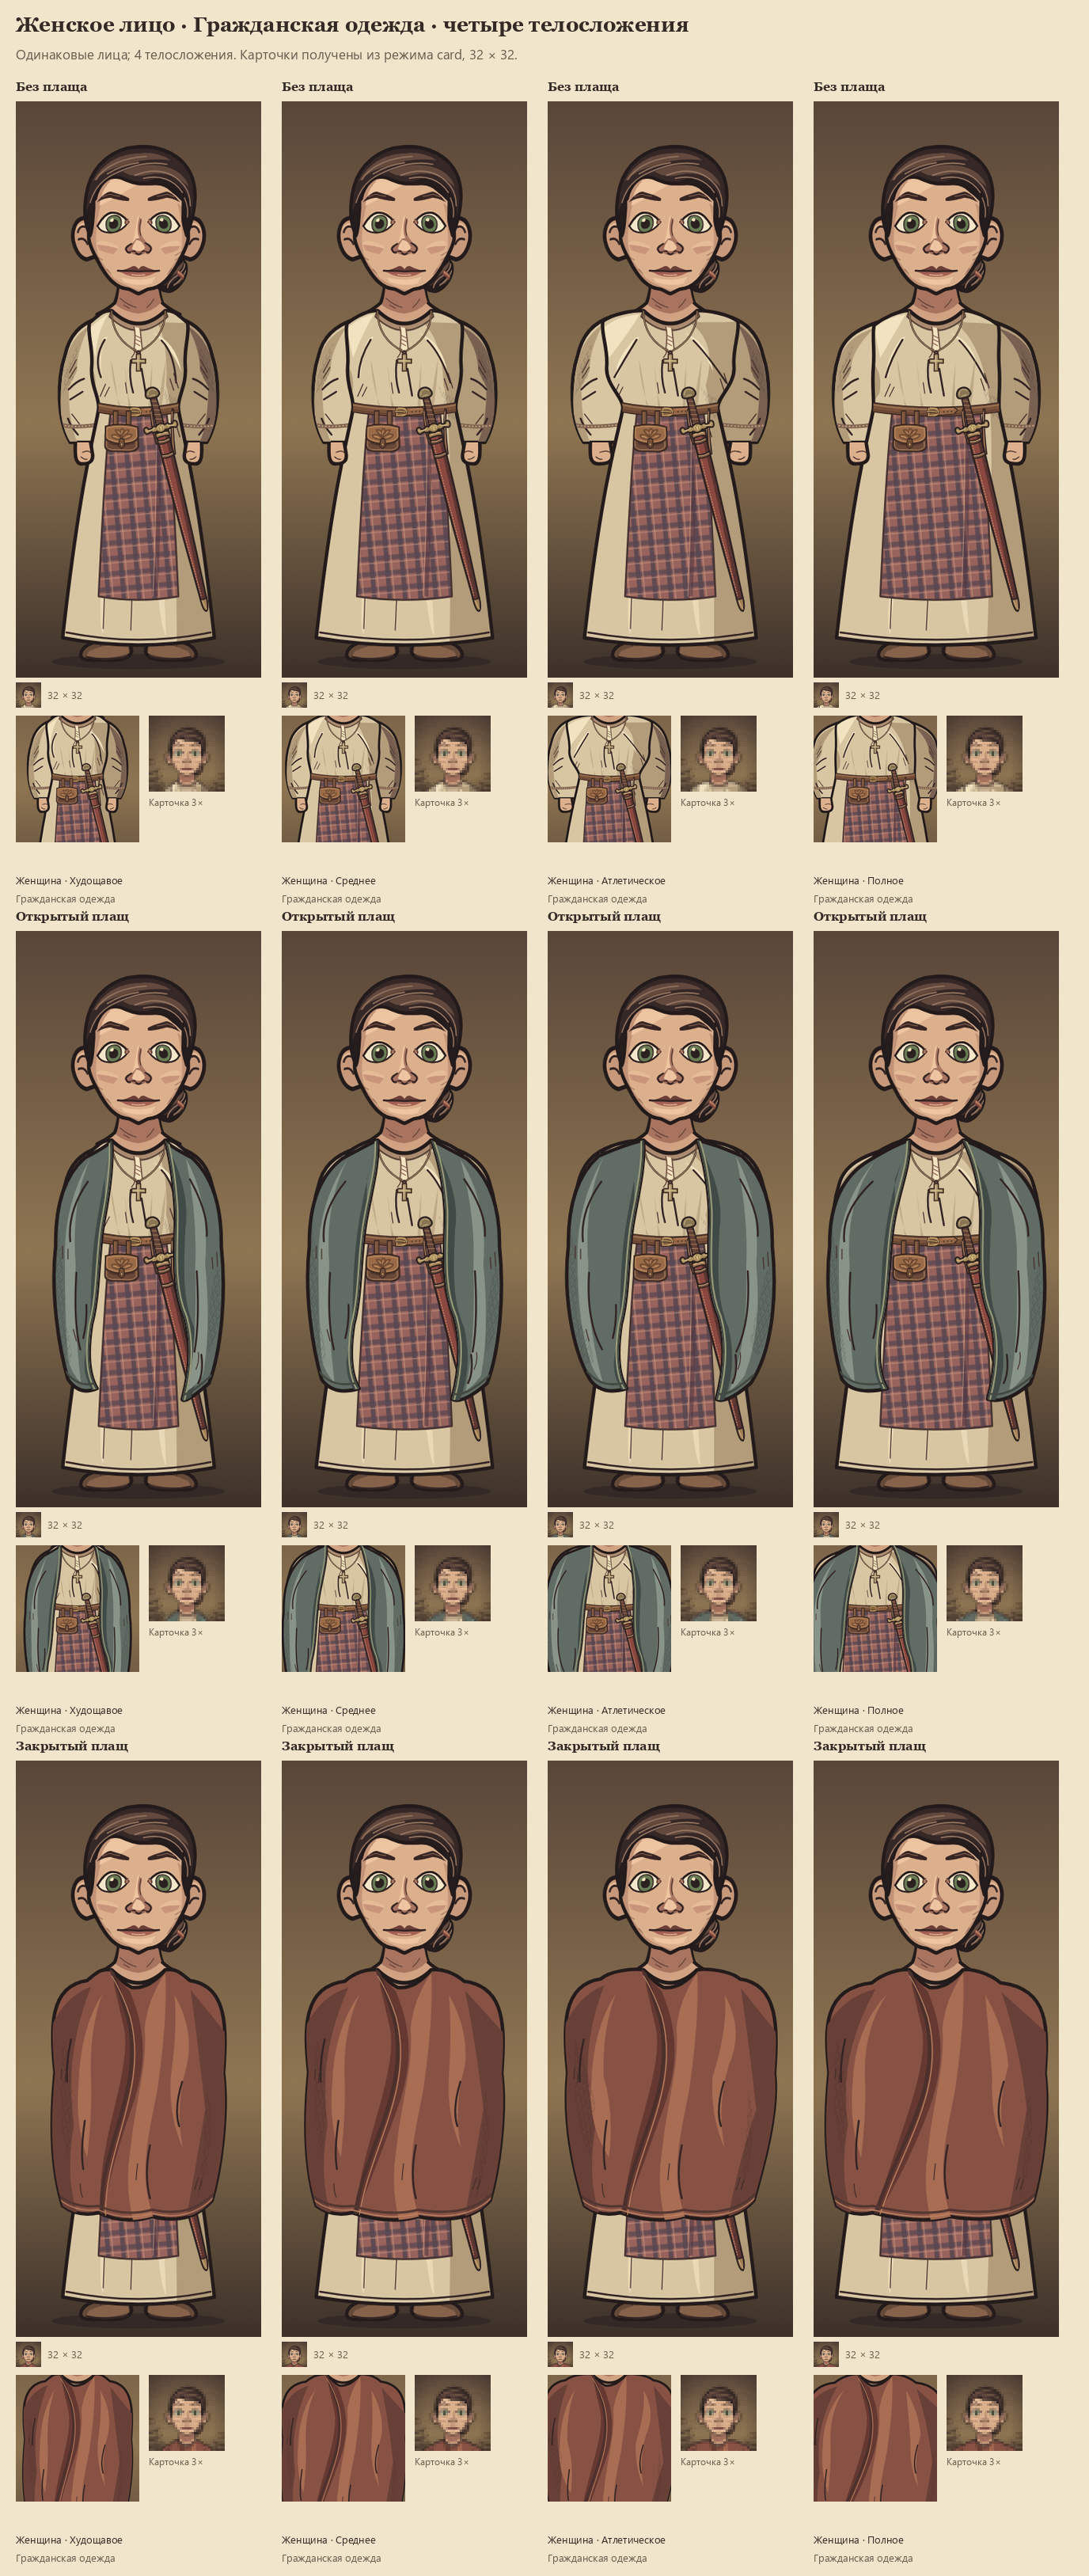 Женское лицо · Гражданская одежда · четыре телосложения
Одинаковые лица; 4 телосложения. Карточки получены из режима card, 32 × 32.
Без плаща Без плаща Без плаща Без плаща
32 × 32 32 × 32 32 × 32 32 × 32
Карточка 3× Карточка 3× Карточка 3× Карточка 3×
Женщина · Худощавое Женщина · Среднее Женщина · Атлетическое Женщина · Полное
Гражданская одежда Гражданская одежда Гражданская одежда Гражданская одежда
Открытый плащ Открытый плащ Открытый плащ Открытый плащ
32 × 32 32 × 32 32 × 32 32 × 32
Карточка 3× Карточка 3× Карточка 3× Карточка 3×
Женщина · Худощавое Женщина · Среднее Женщина · Атлетическое Женщина · Полное
Гражданская одежда Гражданская одежда Гражданская одежда Гражданская одежда
Закрытый плащ Закрытый плащ Закрытый плащ Закрытый плащ
32 × 32 32 × 32 32 × 32 32 × 32
Карточка 3× Карточка 3× Карточка 3× Карточка 3×
Женщина · Худощавое Женщина · Среднее Женщина · Атлетическое Женщина · Полное
Гражданская одежда Гражданская одежда Гражданская одежда Гражданская одежда